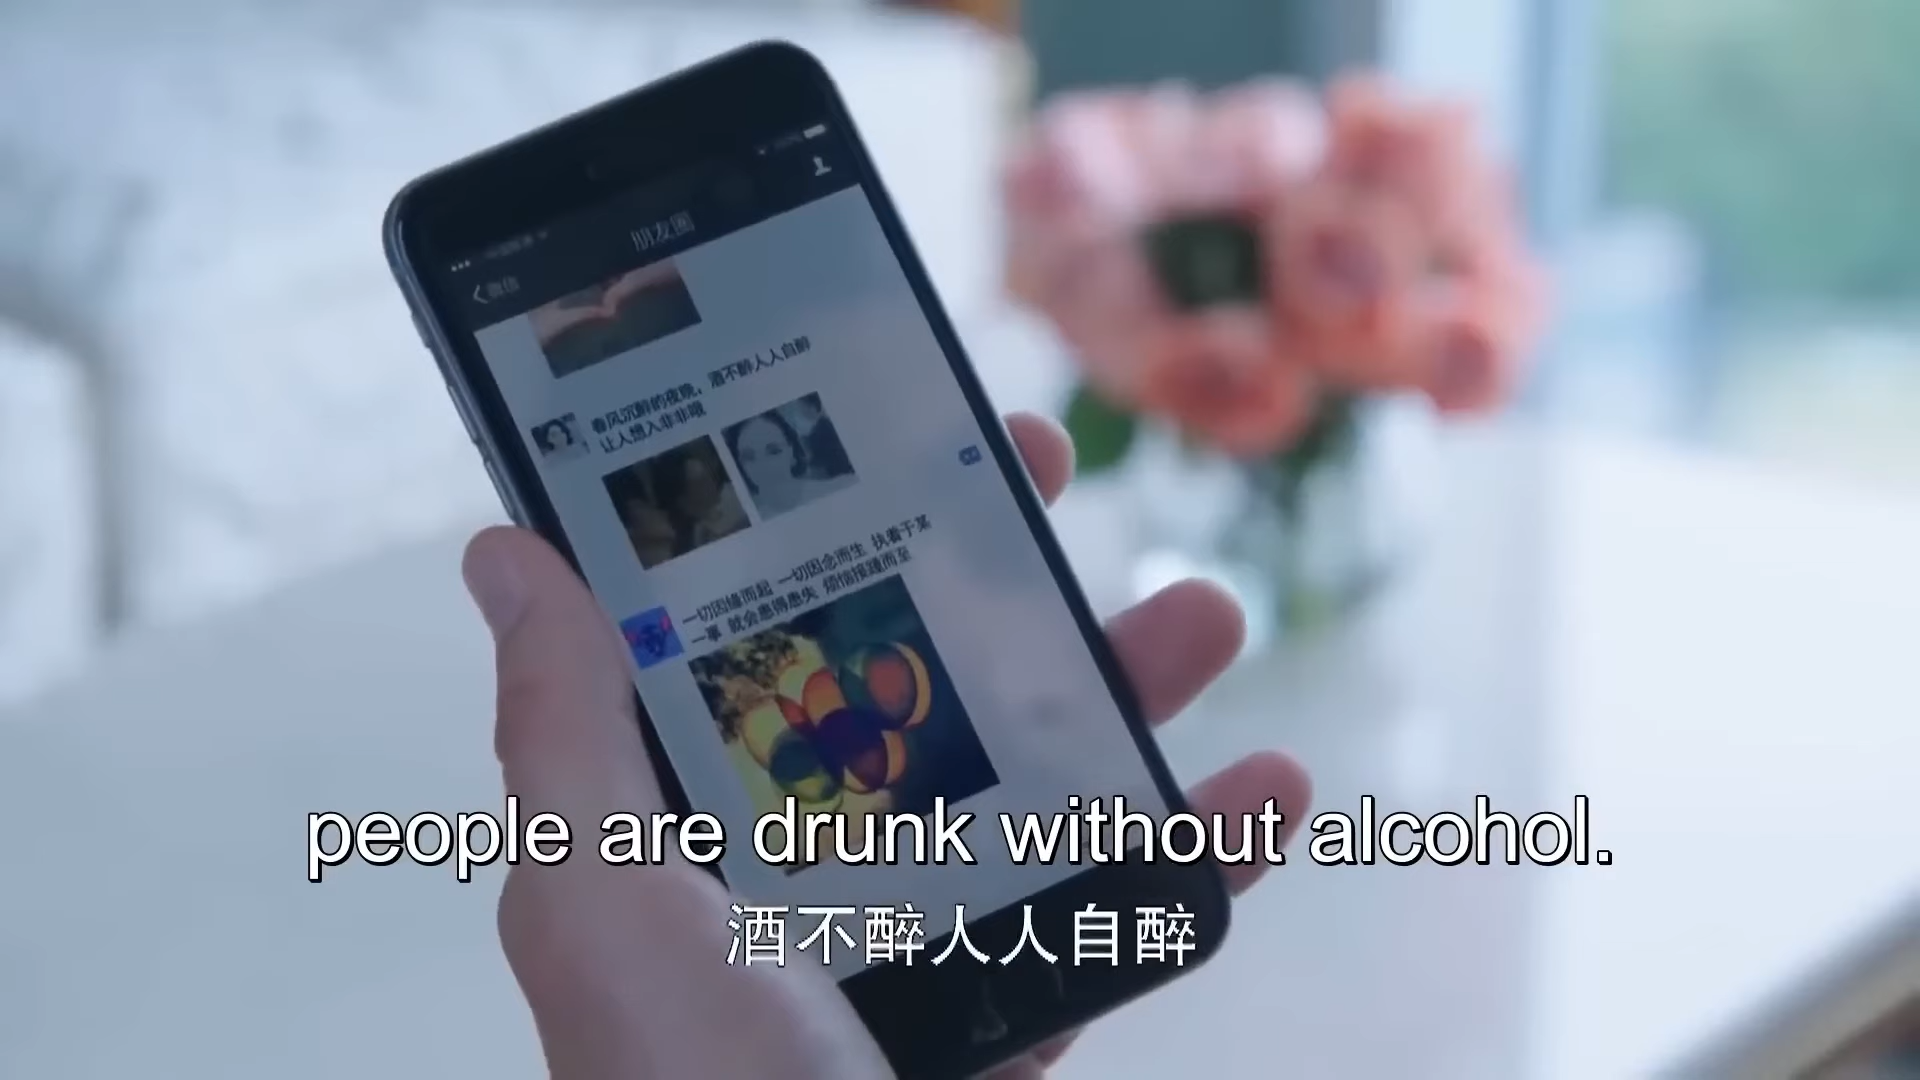 朋友圈
微信
春风沉醉的夜晚，酒不醉人人自醉
让人想入非非哦
一切因缘而起 一切因念而生 执着于某
一事 就会患得患失 烦恼接踵而至
people are drunk without alcohol.
酒不醉人人自醉